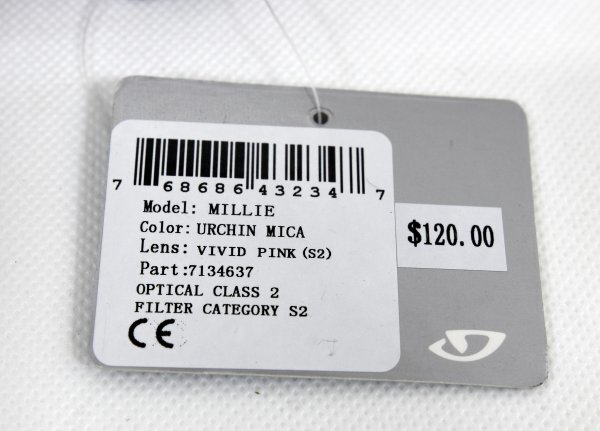 7 68686 43234 7
Model: MILLIE
Color: URCHIN MICA
Lens: VIVID PINK (S2)
Part:7134637
OPTICAL CLASS 2
FILTER CATEGORY S2
CE
$120.00